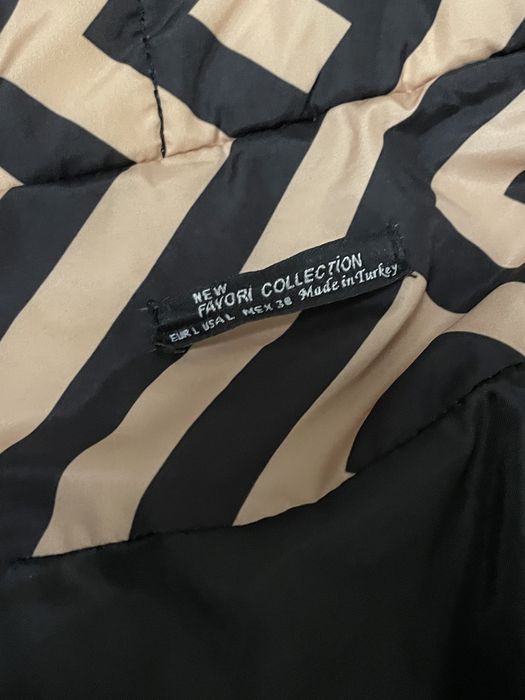 NEW
FAVORI COLLECTION
EUR L USA L MEX 38 Made in Turkey